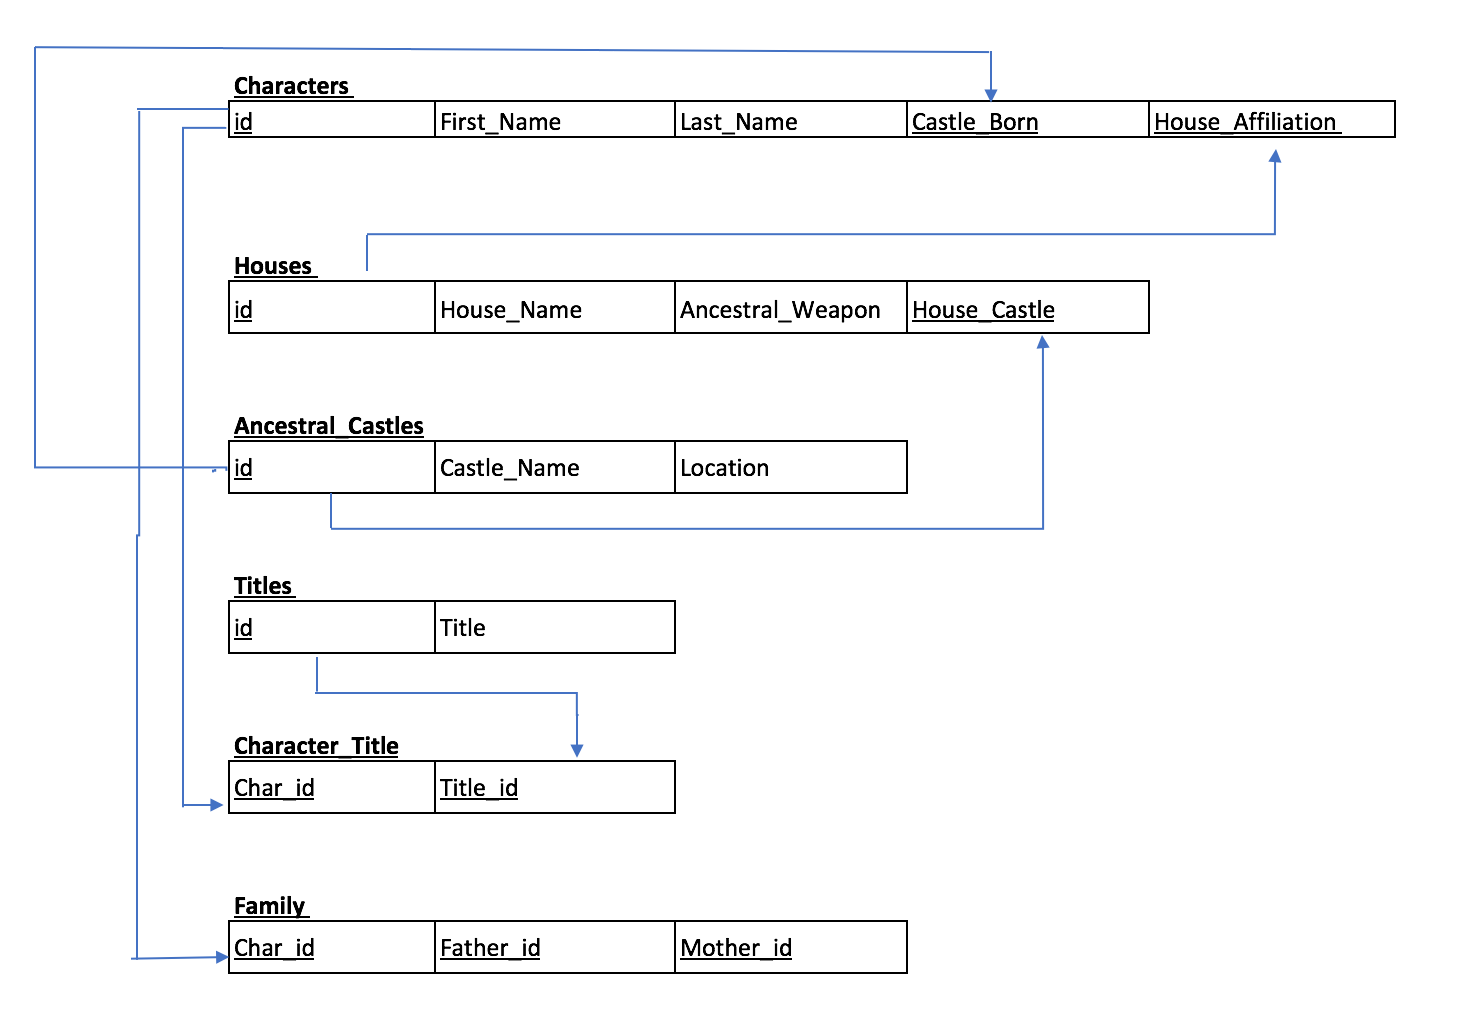 Characters
id First_Name Last_Name Castle_Born House_Affiliation
Houses
id House_Name Ancestral_Weapon House_Castle
Ancestral_Castles
id Castle_Name Location
Titles
id Title
Character_Title
Char_id Title_id
Family
Char_id Father_id Mother_id